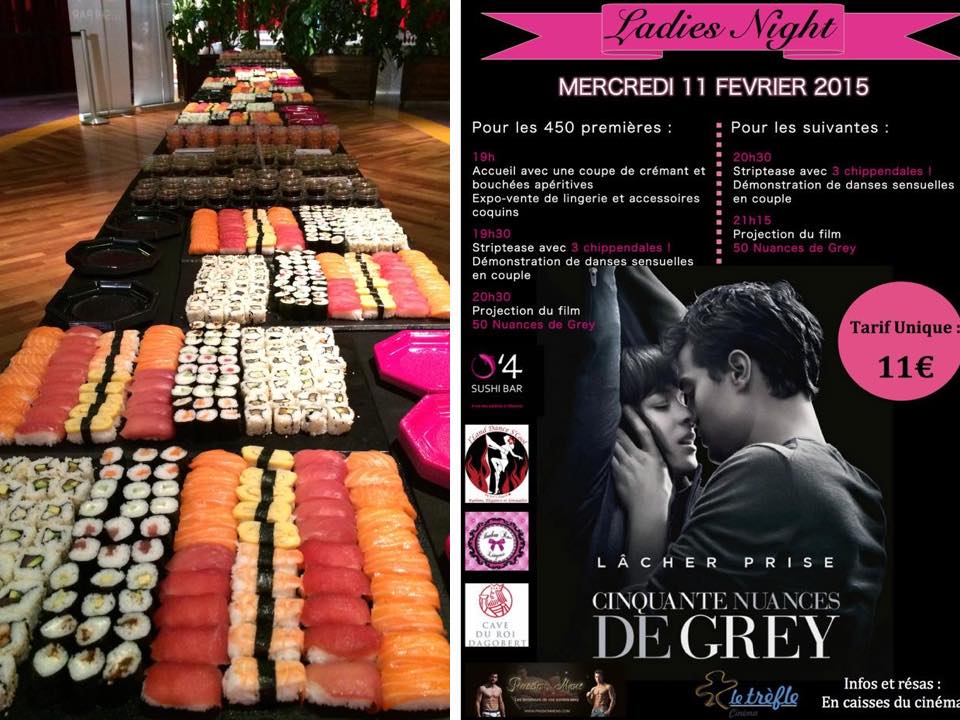 Ladies Night
MERCREDI 11 FEVRIER 2015
Pour les 450 premières :
19h
Accueil avec une coupe de crémant et
bouchées apéritives
Expo-vente de lingerie et accessoires
coquins
19h30
Striptease avec 3 chippendales !
Démonstration de danses sensuelles
en couple
20h30
Projection du film
50 Nuances de Grey
Pour les suivantes :
20h30
Striptease avec 3 chippendales !
Démonstration de danses sensuelles
en couple
21h15
Projection du film
50 Nuances de Grey
Tarif Unique :
11€
O'4
SUSHI BAR
CAVE
DU ROI
DAGOBERT
LÂCHER PRISE
CINQUANTE NUANCES
DE GREY
le trèfle
Cinéma
Infos et résas :
En caisses du cinéma